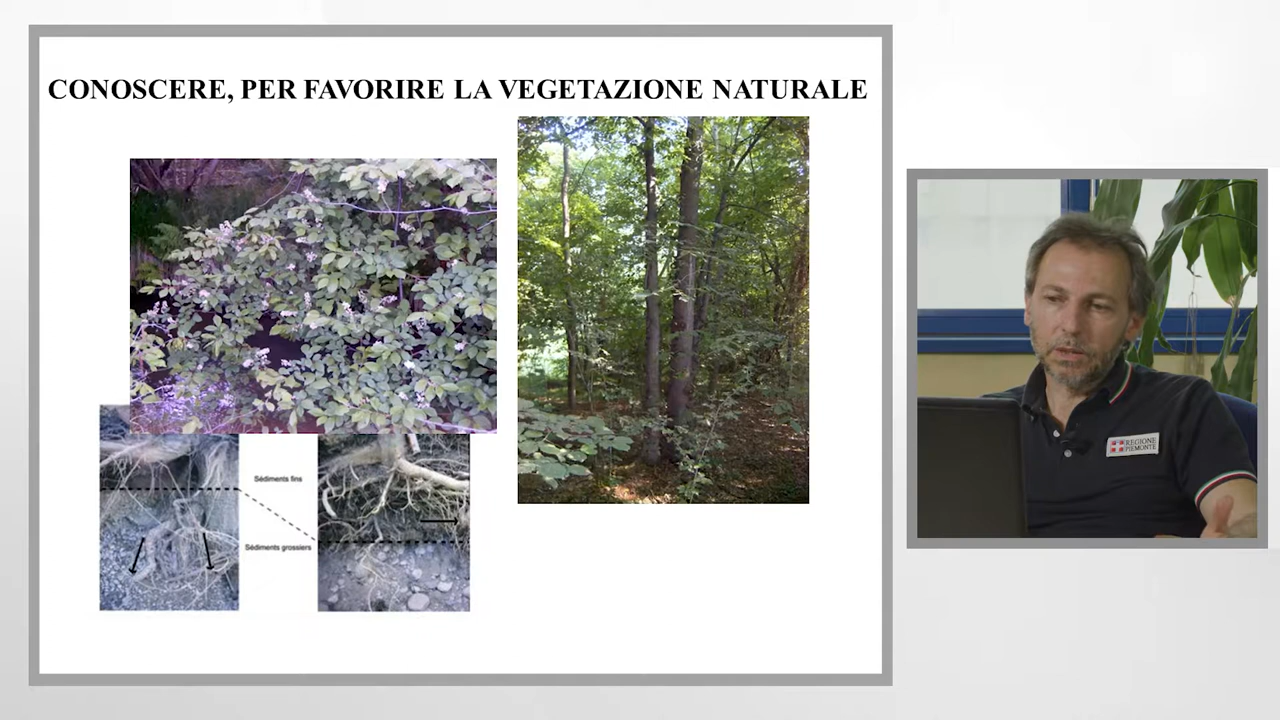 CONOSCERE, PER FAVORIRE LA VEGETAZIONE NATURALE
Sédiments fins
Sédiments grossiers
REGIONE
PIEMONTE